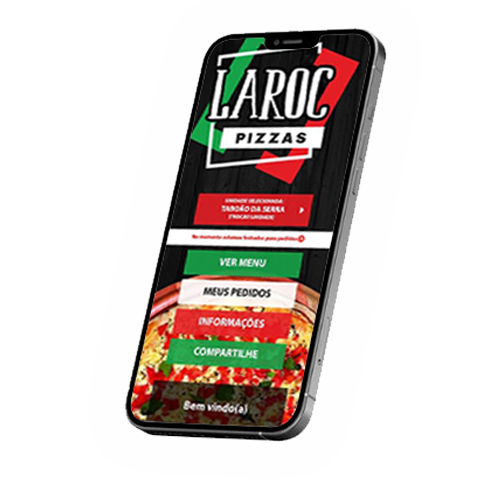 LAROC
PIZZAS
UNIDADE SELECIONADA:
TABOÃO DA SERRA
(TROCAR UNIDADE)
No momento estamos fechados para pedidos
VER MENU
MEUS PEDIDOS
INFORMAÇÕES
COMPARTILHE
Bem vindo(a)